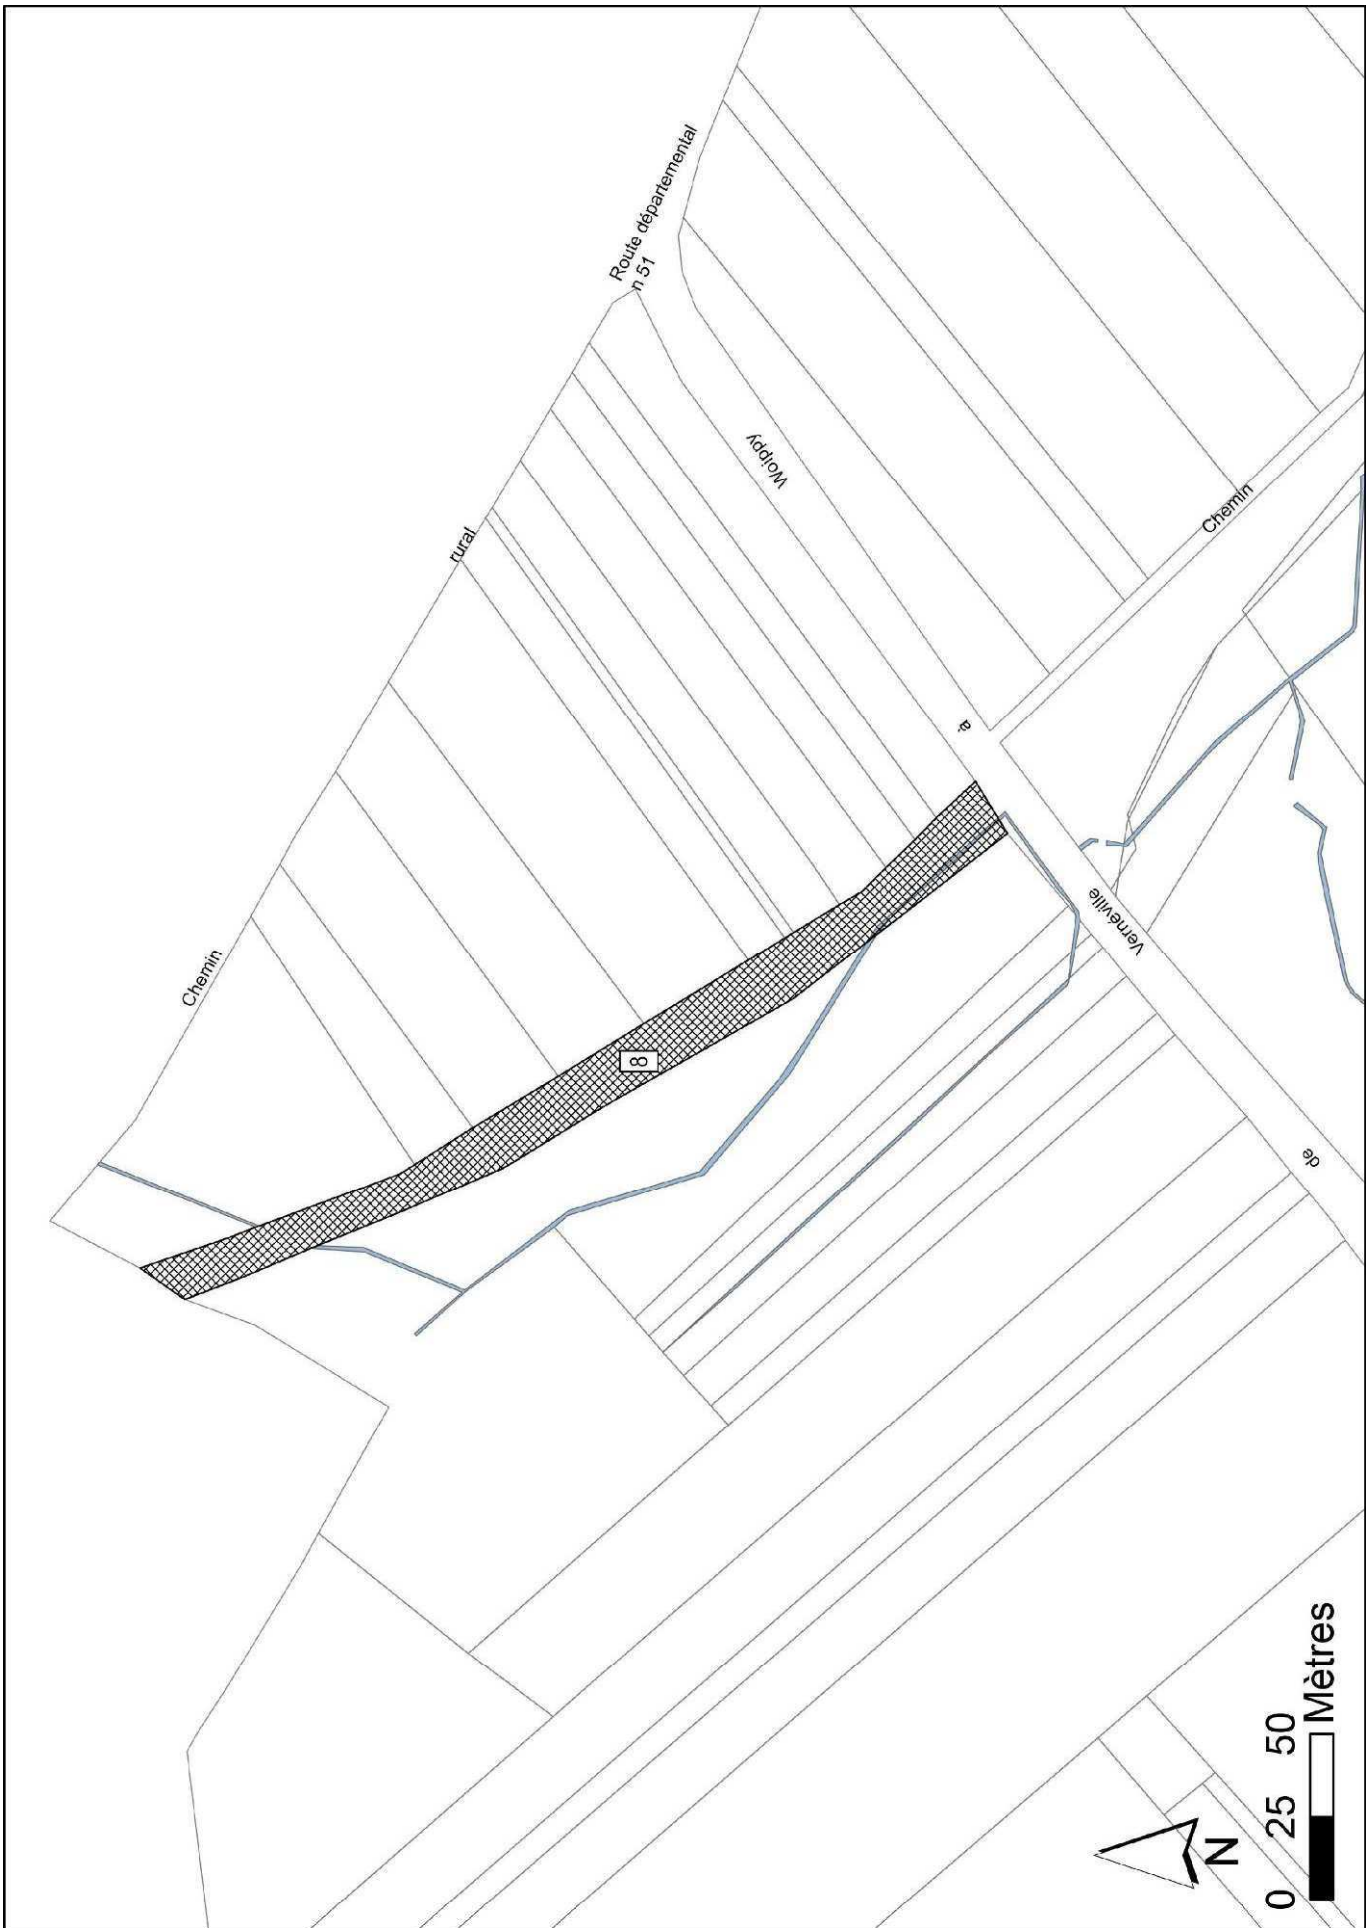 Route départemental
n 51
rural
Woippy
Chemin
à
Chemin
8
Vernéville
de
N
0 25 50
Mètres